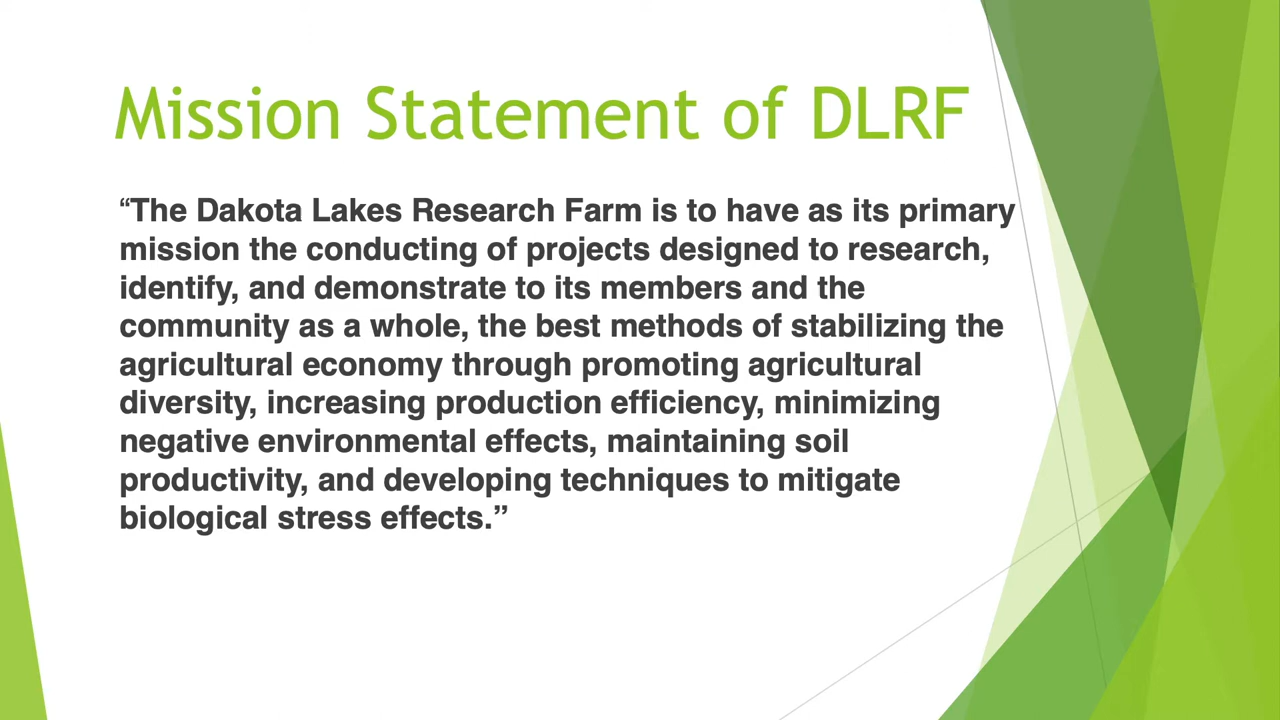 Mission Statement of DLRF
“The Dakota Lakes Research Farm is to have as its primary
mission the conducting of projects designed to research,
identify, and demonstrate to its members and the
community as a whole, the best methods of stabilizing the
agricultural economy through promoting agricultural
diversity, increasing production efficiency, minimizing
negative environmental effects, maintaining soil
productivity, and developing techniques to mitigate
biological stress effects.”